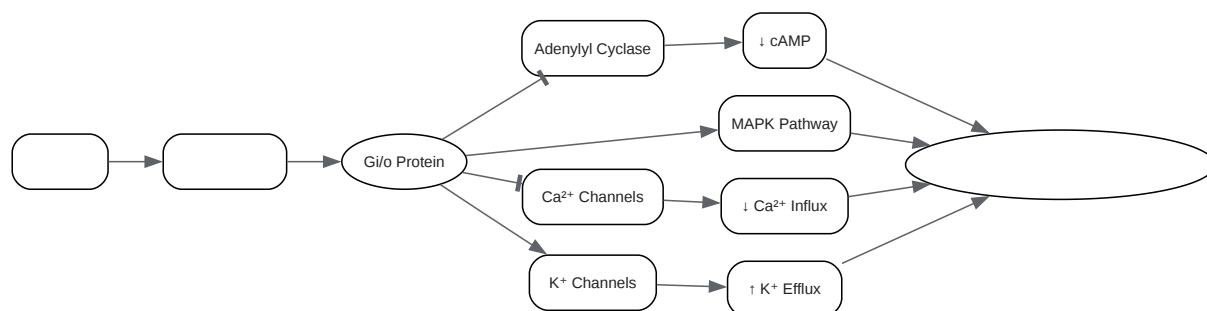 Adenylyl Cyclase
↓ cAMP
MAPK Pathway
Gi/o Protein
Ca²⁺ Channels
↓ Ca²⁺ Influx
K⁺ Channels
↑ K⁺ Efflux